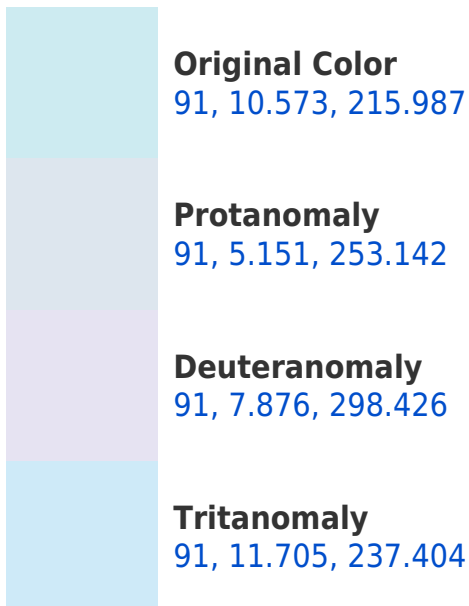 Original Color
91, 10.573, 215.987
Protanomaly
91, 5.151, 253.142
Deuteranomaly
91, 7.876, 298.426
Tritanomaly
91, 11.705, 237.404